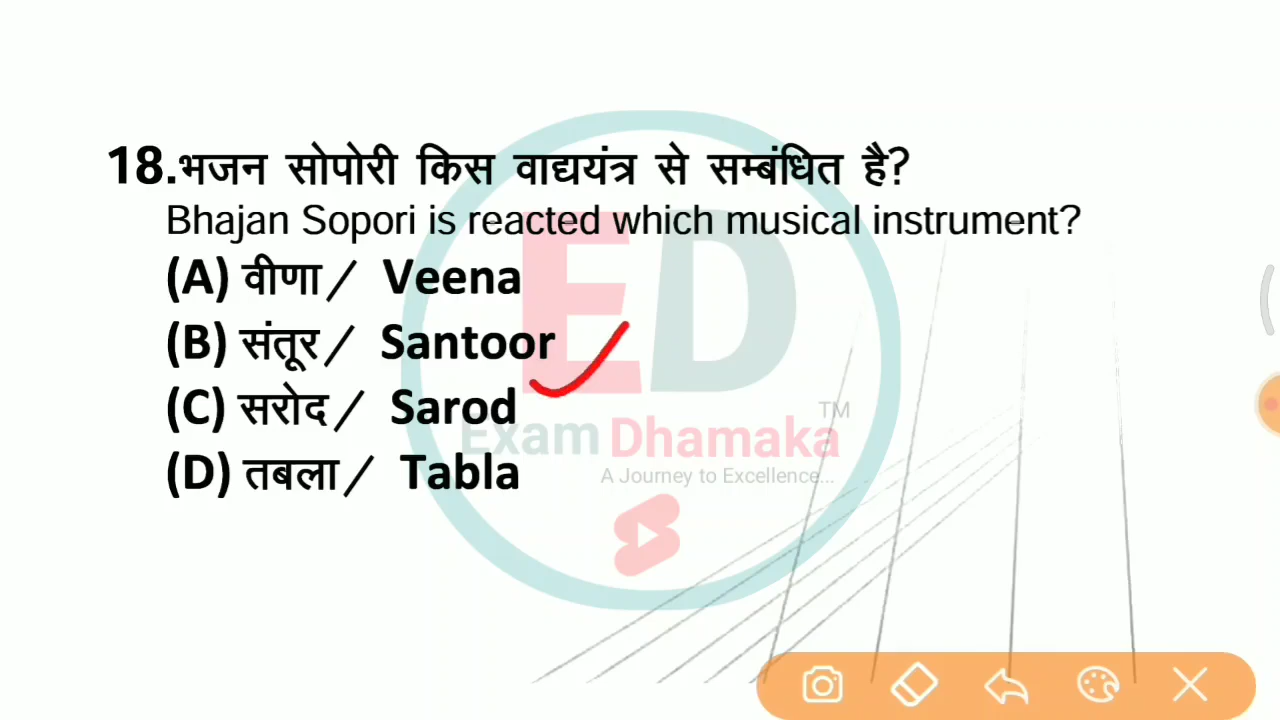 18.भजन सोपोरी किस वाद्ययंत्र से सम्बंधित है?
Bhajan Sopori is reacted which musical instrument?
(A) वीणा/ Veena
(B) संतूर/ Santoor
(C) सरोद/ Sarod
(D) तबला/ Tabla
ED
TM
Exam Dhamaka
A Journey to Excellence...